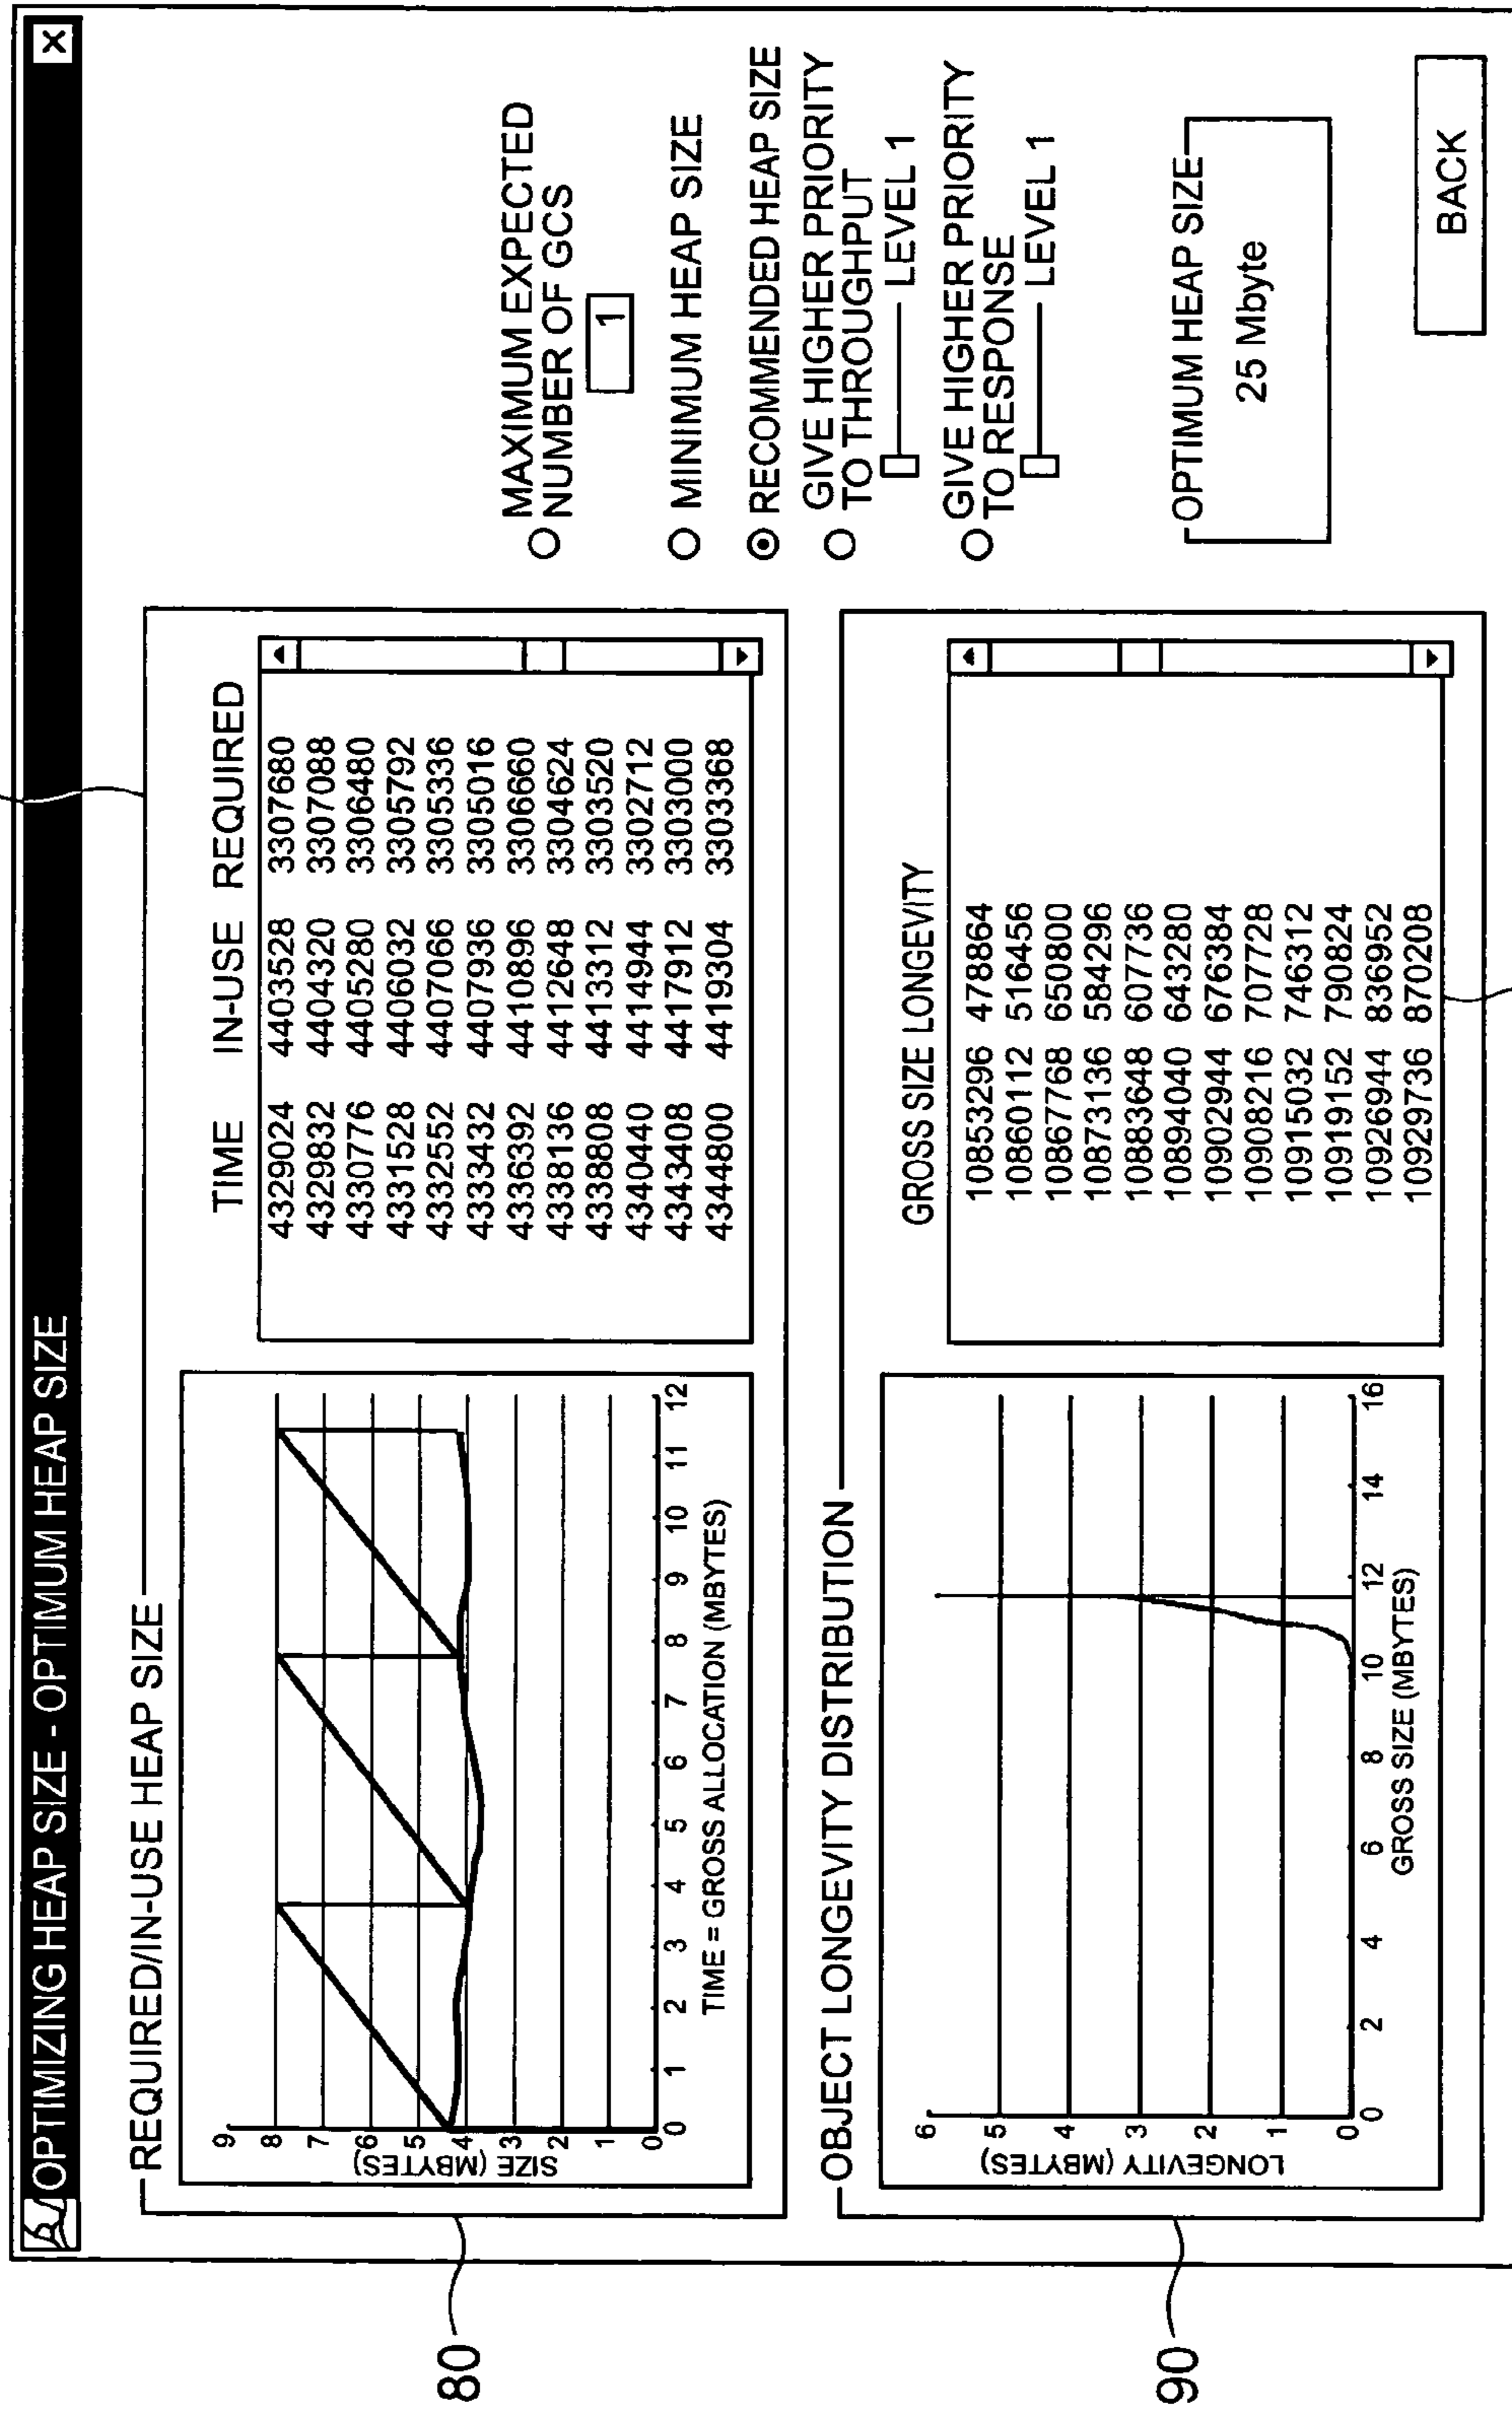 OPTIMIZING HEAP SIZE - OPTIMUM HEAP SIZE
X
REQUIRED/IN-USE HEAP SIZE
80
SIZE (MBYTES)
9
8
7
6
5
4
3
2
1
0
0 1 2 3 4 5 6 7 8 9 10 11 12
TIME = GROSS ALLOCATION (MBYTES)
TIME IN-USE REQUIRED
4329024 4403528 3307680
4329832 4404320 3307088
4330776 4405280 3306480
4331528 4406032 3305792
4332552 4407066 3305336
4333432 4407936 3305016
4336392 4410896 3306660
4338136 4412648 3304624
4338808 4413312 3303520
4340440 4414944 3302712
4343408 4417912 3303000
4344800 4419304 3303368
OBJECT LONGEVITY DISTRIBUTION
90
LONGEVITY (MBYTES)
6
5
4
3
2
1
0
0 2 4 6 8 10 12 14 16
GROSS SIZE (MBYTES)
GROSS SIZE LONGEVITY
10853296 478864
10860112 516456
10867768 650800
10873136 584296
10883648 607736
10894040 643280
10902944 676384
10908216 707728
10915032 746312
10919152 790824
10926944 836952
10929736 870208
MAXIMUM EXPECTED
NUMBER OF GCS
1
MINIMUM HEAP SIZE
RECOMMENDED HEAP SIZE
GIVE HIGHER PRIORITY
TO THROUGHPUT
LEVEL 1
GIVE HIGHER PRIORITY
TO RESPONSE
LEVEL 1
OPTIMUM HEAP SIZE
25 Mbyte
BACK